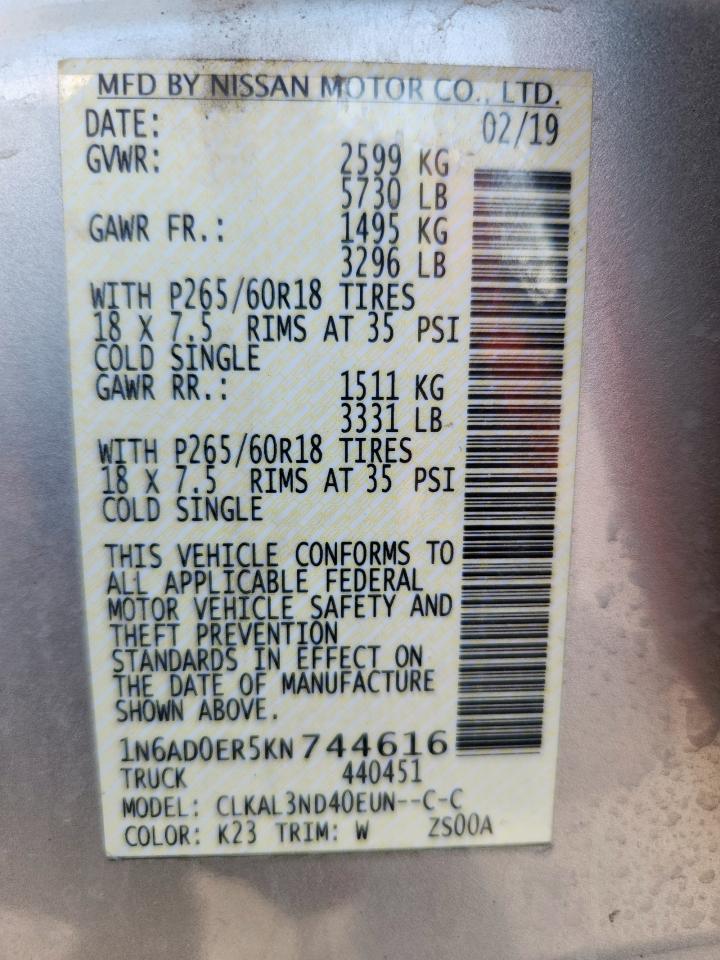 MFD BY NISSAN MOTOR CO., LTD.
DATE: 02/19
GVWR: 2599 KG
5730 LB
GAWR FR.: 1495 KG
3296 LB
WITH P265/60R18 TIRES
18 X 7.5 RIMS AT 35 PSI
COLD SINGLE
GAWR RR.: 1511 KG
3331 LB
WITH P265/60R18 TIRES
18 X 7.5 RIMS AT 35 PSI
COLD SINGLE
THIS VEHICLE CONFORMS TO
ALL APPLICABLE FEDERAL
MOTOR VEHICLE SAFETY AND
THEFT PREVENTION
STANDARDS IN EFFECT ON
THE DATE OF MANUFACTURE
SHOWN ABOVE.
1N6AD0ER5KN744616
TRUCK 440451
MODEL: CLKAL3ND40EUN--C-C
COLOR: K23 TRIM: W ZS00A